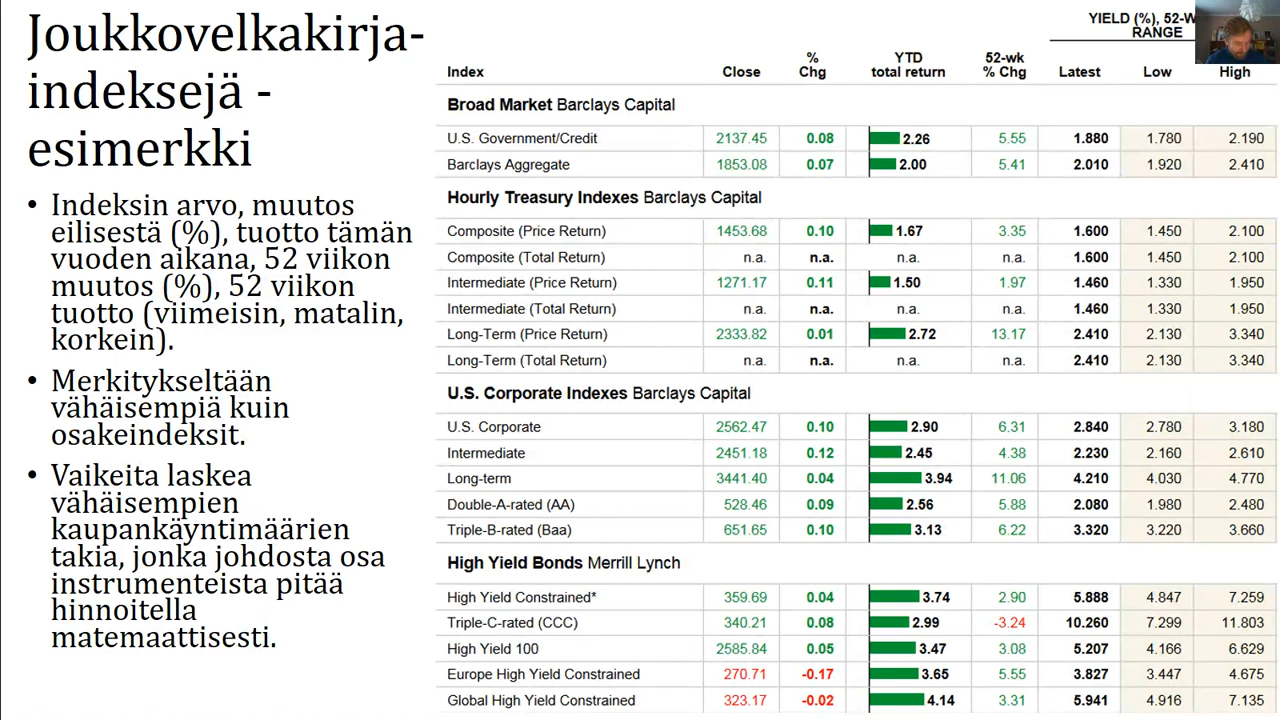 Joukkovelkakirja-
indeksejä -
esimerkki
• Indeksin arvo, muutos
eilisestä (%), tuotto tämän
vuoden aikana, 52 viikon
muutos (%), 52 viikon
tuotto (viimeisin, matalin,
korkein).
• Merkitykseltään
vähäisempiä kuin
osakeindeksit.
• Vaikeita laskea
vähäisempien
kaupankäyntimäärien
takia, jonka johdosta osa
instrumenteista pitää
hinnoitella
matemaattisesti.
YIELD (%), 52-W
RANGE
Index Close % Chg YTD total return 52-wk % Chg Latest Low High
Broad Market Barclays Capital
U.S. Government/Credit 2137.45 0.08 2.26 5.55 1.880 1.780 2.190
Barclays Aggregate 1853.08 0.07 2.00 5.41 2.010 1.920 2.410
Hourly Treasury Indexes Barclays Capital
Composite (Price Return) 1453.68 0.10 1.67 3.35 1.600 1.450 2.100
Composite (Total Return) n.a. n.a. n.a. n.a. 1.600 1.450 2.100
Intermediate (Price Return) 1271.17 0.11 1.50 1.97 1.460 1.330 1.950
Intermediate (Total Return) n.a. n.a. n.a. n.a. 1.460 1.330 1.950
Long-Term (Price Return) 2333.82 0.01 2.72 13.17 2.410 2.130 3.340
Long-Term (Total Return) n.a. n.a. n.a. n.a. 2.410 2.130 3.340
U.S. Corporate Indexes Barclays Capital
U.S. Corporate 2562.47 0.10 2.90 6.31 2.840 2.780 3.180
Intermediate 2451.18 0.12 2.45 4.38 2.230 2.160 2.610
Long-term 3441.40 0.04 3.94 11.06 4.210 4.030 4.770
Double-A-rated (AA) 528.46 0.09 2.56 5.88 2.080 1.980 2.480
Triple-B-rated (Baa) 651.65 0.10 3.13 6.22 3.320 3.220 3.660
High Yield Bonds Merrill Lynch
High Yield Constrained* 359.69 0.04 3.74 2.90 5.888 4.847 7.259
Triple-C-rated (CCC) 340.21 0.08 2.99 -3.24 10.260 7.299 11.803
High Yield 100 2585.84 0.05 3.47 3.08 5.207 4.166 6.629
Europe High Yield Constrained 270.71 -0.17 3.65 5.55 3.827 3.447 4.675
Global High Yield Constrained 323.17 -0.02 4.14 3.31 5.941 4.916 7.135